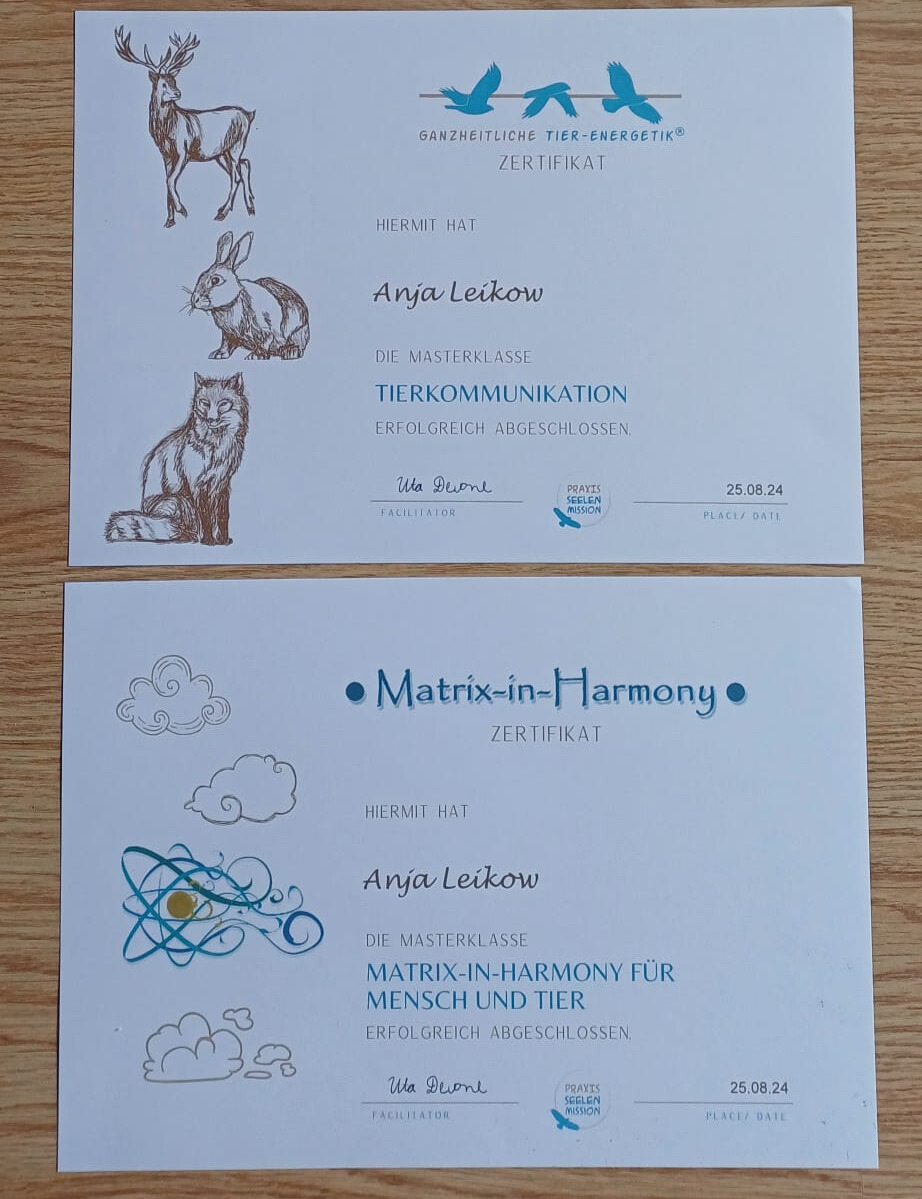 GANZHEITLICHE TIER-ENERGETIK®
ZERTIFIKAT
HIERMIT HAT
Anja Leikow
DIE MASTERKLASSE
TIERKOMMUNIKATION
ERFOLGREICH ABGESCHLOSSEN.
Uta
FACILITATOR
PRAXIS
SEELEN
MISSION
25.08.24
PLACE/ DATE
Matrix-in-Harmony
ZERTIFIKAT
HIERMIT HAT
Anja Leikow
DIE MASTERKLASSE
MATRIX-IN-HARMONY FÜR
MENSCH UND TIER
ERFOLGREICH ABGESCHLOSSEN.
Uta
FACILITATOR
PRAXIS
SEELEN
MISSION
25.08.24
PLACE/ DATE